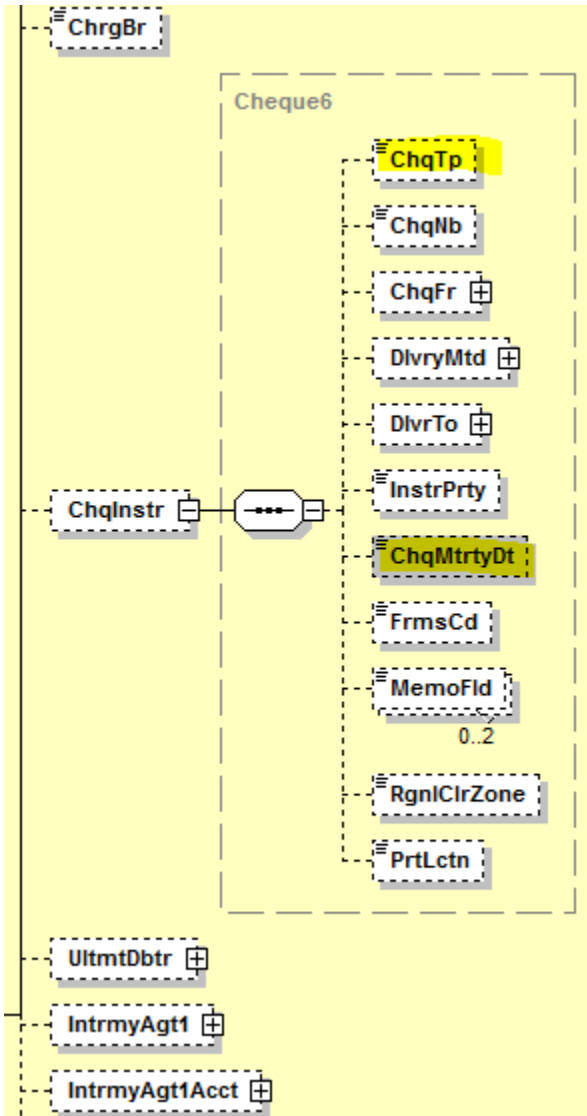 ChrgBr
Cheque6
ChqTp
ChqNb
ChqFr
DlvryMtd
DlvrTo
InstrPrty
ChqInstr
ChqMtrtyDt
FrmsCd
MemoFld
0..2
RgnlClrZone
PrtLctn
UltmtDbtr
IntrmyAgt1
IntrmyAgt1Acct